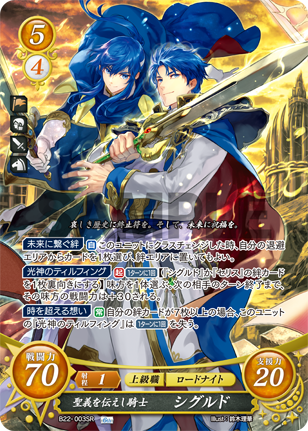 5
4
哀しき歴史に終止符を。そして、未来に祝福を。
未来に繋ぐ絆 自 このユニットにクラスチェンジした時、自分の退避エリアからカードを1枚選び、絆エリアに置いてもよい。
光神のティルフィング 起 1ターンに1回 [『シグルド』か『セリス』の絆カードを1枚裏向きにする] 味方を1体選ぶ。次の相手のターン終了まで、その味方の戦闘力は+30される。
時を超える想い 常 自分の絆カードが7枚以上の場合、このユニットの『光神のティルフィング』は 1ターンに1回 を失う。
戦闘力
70
射程 1
上級職
ロードナイト
支援力
20
聖義を伝えし騎士 シグルド
B22-003SR
Illust: 鈴木理華